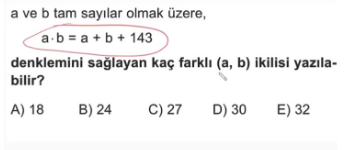 a ve b tam sayılar olmak üzere,
a·b = a + b + 143
denklemini sağlayan kaç farklı (a, b) ikilisi yazıla-
bilir?
A) 18 B) 24 C) 27 D) 30 E) 32